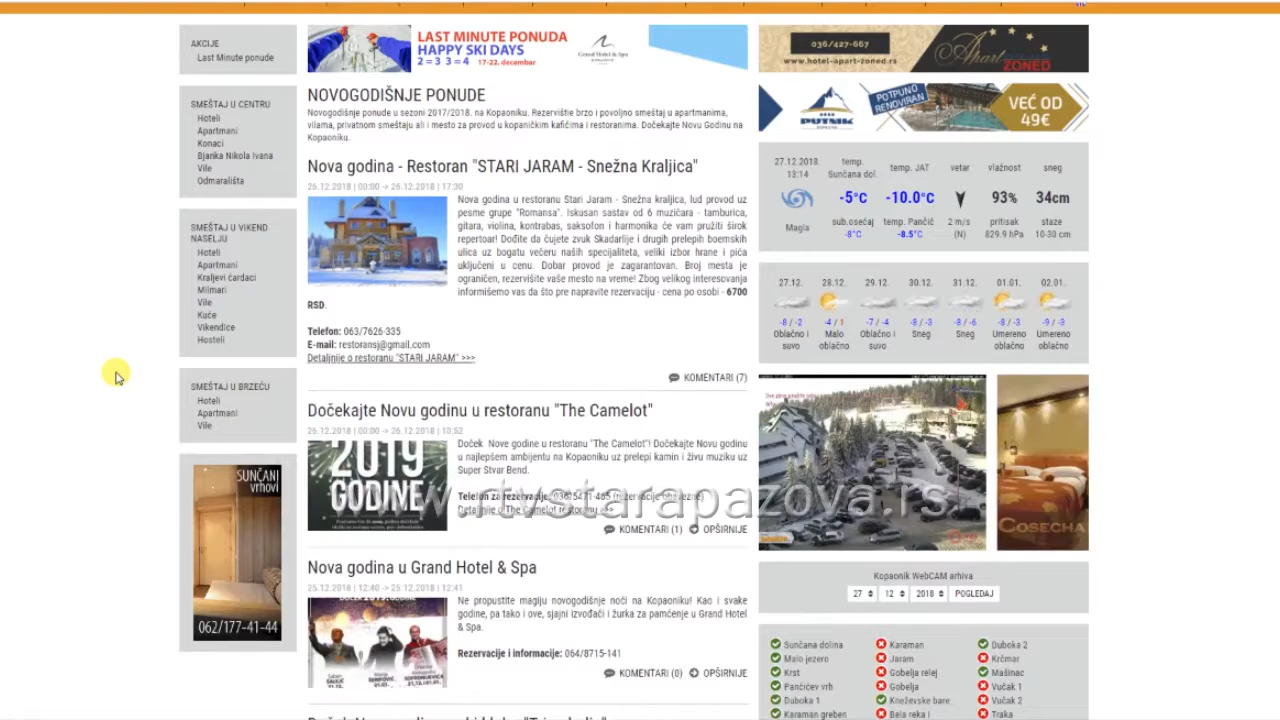 AKCIJE
Last Minute ponude
SMEŠTAJ U CENTRU
Hoteli
Apartmani
Konaci
Bjanka Nikola Ivana
Vile
Odmarališta
SMEŠTAJ U VIKEND
NASELJU
Hoteli
Apartmani
Kraljevi čardaci
Milmari
Vile
Kuće
Vikendice
Hosteli
SMEŠTAJ U BRZEĆU
Hoteli
Apartmani
Vile
SUNČANI
vrhovi
062/177-41-44
LAST MINUTE PONUDA
HAPPY SKI DAYS
2 = 3 3 = 4 17-22. decembar
Grand Hotel & Spa
NOVOGODIŠNJE PONUDE
Novogodišnje ponude u sezoni 2017/2018. na Kopaoniku. Rezervišite brzo i povoljno smeštaj u apartmanima,
vilama, privatnom smeštaju ali i mesto za provod u kopaničkim kafićima i restoranima. Dočekajte Novu Godinu na
Kopaoniku.
Nova godina - Restoran "STARI JARAM - Snežna Kraljica"
26.12.2018 | 00:00 -> 26.12.2018 | 17:30
Nova godina u restoranu Stari Jaram - Snežna kraljica, lud provod uz
pesme grupe "Romansa". Iskusan sastav od 6 muzičara - tamburica,
gitara, violina, kontrabas, saksofon i harmonika će vam pružiti širok
repertoar! Dođite da čujete zvuk Skadarlije i drugih prelepih boemskih
ulica uz bogatu večeru naših specijaliteta, veliki izbor hrane i pića
uključeni u cenu. Dobar provod je zagarantovan. Broj mesta je
ograničen, rezervišite vaše mesto na vreme! Zbog velikog interesovanja
informišemo vas da što pre napravite rezervaciju - cena po osobi - 6700
RSD.
Telefon: 063/7626-335
E-mail: restoransj@gmail.com
Detaljnije o restoranu "STARI JARAM" >>>
KOMENTARI (7)
Dočekajte Novu godinu u restoranu "The Camelot"
26.12.2018 | 00:00 -> 26.12.2018 | 10:52
2019
GODINE
Doček Nove godine u restoranu "The Camelot"! Dočekajte Novu godinu
u najlepšem ambijentu na Kopaoniku uz prelepi kamin i živu muziku uz
Super Stvar Bend.
Telefon za rezervacije: 036/5471-465 (rezervacije obavezne)
Detaljnije o The Camelot restoranu >>>
KOMENTARI (1) OPŠIRNIJE
Nova godina u Grand Hotel & Spa
25.12.2018 | 12:40 -> 25.12.2018 | 12:41
Ne propustite magiju novogodišnje noći na Kopaoniku! Kao i svake
godine, pa tako i ove, sjajni izvođači i žurka za pamćenje u Grand Hotel
& Spa.
Rezervacije i informacije: 064/8715-141
KOMENTARI (0) OPŠIRNIJE
036/427-667
www.hotel-apart-zoned.rs
Apart
ZONED
PUTNIK
POTPUNO
RENOVIRAN
VEĆ OD
49€
27.12.2018. temp. temp. JAT vetar vlažnost sneg
13:14 Sunčana dol.
-5°C -10.0°C 93% 34cm
Magla sub.osećaj temp. Pančić 2 m/s pritisak staze
-8°C -8.5°C (N) 829.9 hPa 10-30 cm
27.12. 28.12. 29.12. 30.12. 31.12. 01.01. 02.01.
-8 / -2 -4 / 1 -7 / -4 -8 / -3 -8 / -6 -8 / -3 -9 / -3
Oblačno i Malo Oblačno i Sneg Sneg Umereno Umereno
suvo oblačno suvo oblačno oblačno
COSECHA
www.rtvstarapazova.rs
Kopaonik WebCAM arhiva
27 12 2018 POGLEDAJ
Sunčana dolina Karaman Duboka 2
Malo jezero Jaram Krčmar
Krst Gobelja relej Mašinac
Pančićev vrh Gobelja Vučak 1
Duboka 1 Kneževske bare Vučak 2
Karaman greben Bela reka I Traka